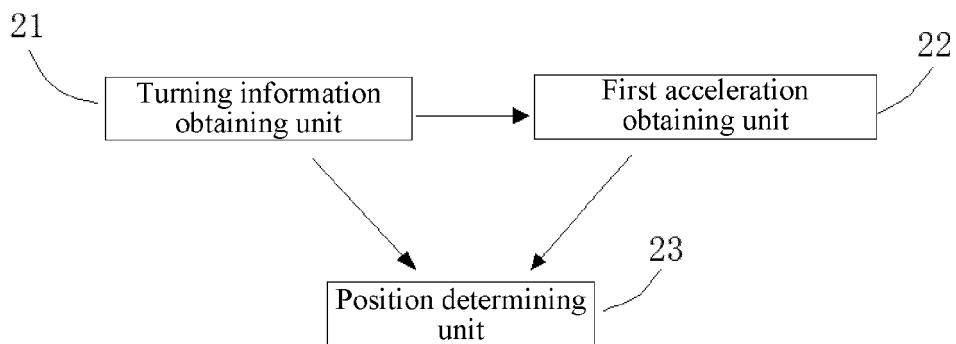 21
22
Turning information
obtaining unit
First acceleration
obtaining unit
23
Position determining
unit